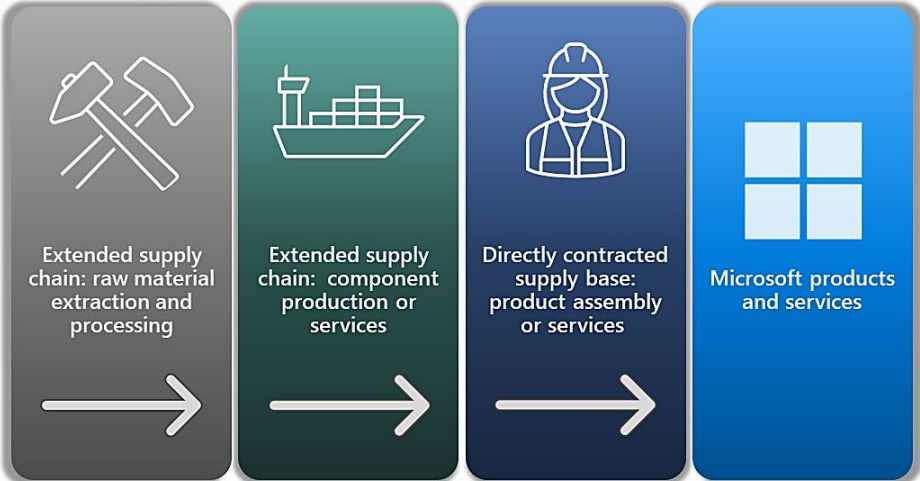 Extended supply
chain: raw material
extraction and
processing
Extended supply
chain:  component
production or
services
Directly contracted
supply base:
product assembly
or services
Microsoft products
and services